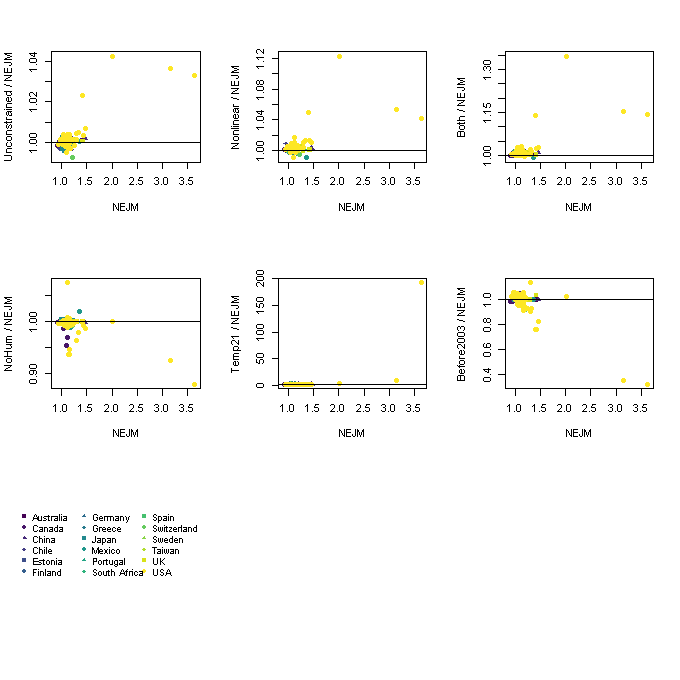 Unconstrained / NEJM
1.00 1.02 1.04
1.0 1.5 2.0 2.5 3.0 3.5
NEJM
Nonlinear / NEJM
1.00 1.04 1.08 1.12
1.0 1.5 2.0 2.5 3.0 3.5
NEJM
Both / NEJM
1.00 1.15 1.30
1.0 1.5 2.0 2.5 3.0 3.5
NEJM
NoHum / NEJM
0.90 1.00
1.0 1.5 2.0 2.5 3.0 3.5
NEJM
Temp21 / NEJM
0 50 100 150 200
1.0 1.5 2.0 2.5 3.0 3.5
NEJM
Before2003 / NEJM
0.4 0.6 0.8 1.0
1.0 1.5 2.0 2.5 3.0 3.5
NEJM
Australia
Canada
China
Chile
Estonia
Finland
Germany
Greece
Japan
Mexico
Portugal
South Africa
Spain
Switzerland
Sweden
Taiwan
UK
USA